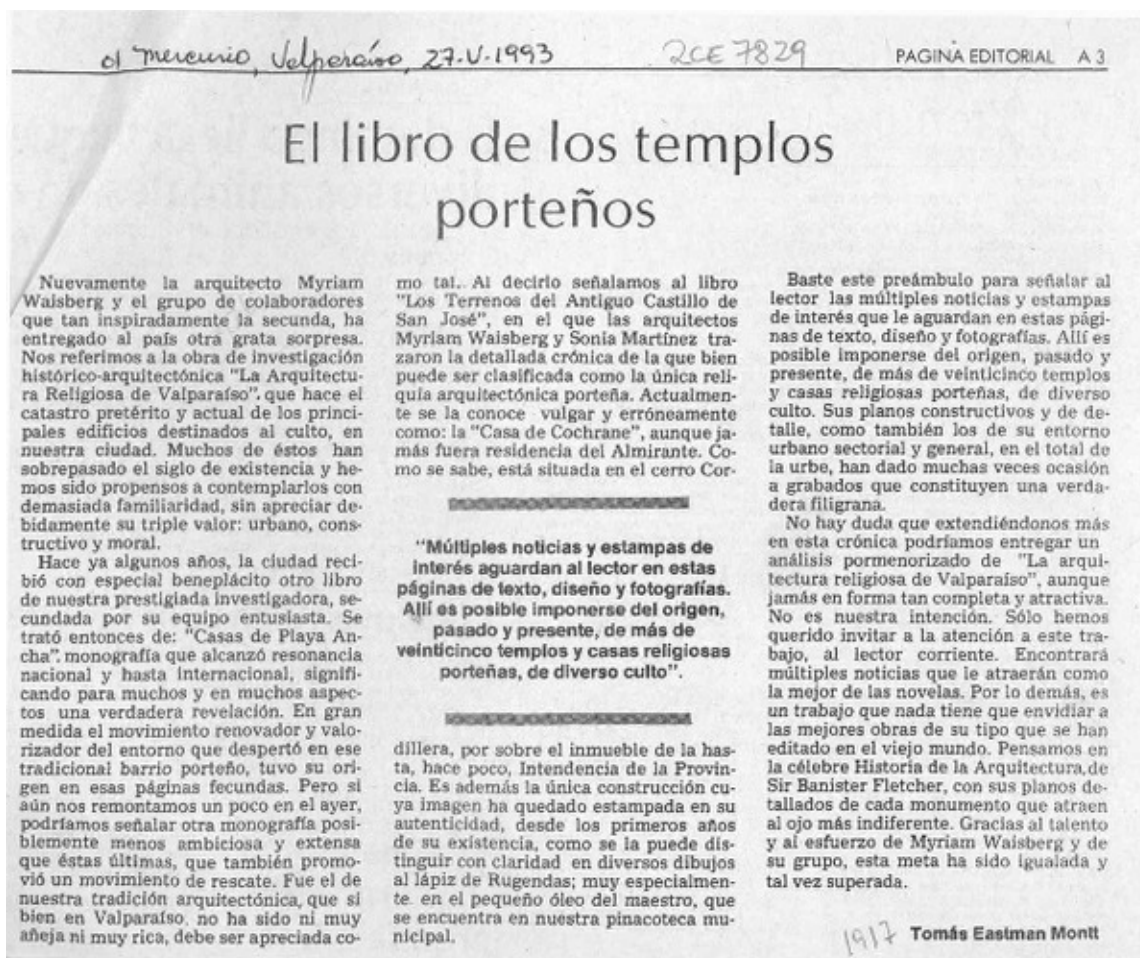 el Mercurio, Valparaíso, 27-V-1993
2CE 7829
PAGINA EDITORIAL A 3
El libro de los templos
porteños
Nuevamente la arquitecto Myriam
Waisberg y el grupo de colaboradores
que tan inspiradamente la secunda, ha
entregado al país otra grata sorpresa.
Nos referimos a la obra de investigación
histórico-arquitectónica "La Arquitectu-
ra Religiosa de Valparaíso". que hace el
catastro pretérito y actual de los princi-
pales edificios destinados al culto, en
nuestra ciudad. Muchos de éstos han
sobrepasado el siglo de existencia y he-
mos sido propensos a contemplarlos con
demasiada familiaridad, sin apreciar de-
bidamente su triple valor: urbano, cons-
tructivo y moral.
Hace ya algunos años, la ciudad reci-
bió con especial beneplácito otro libro
de nuestra prestigiada investigadora, se-
cundada por su equipo entusiasta. Se
trató entonces de: "Casas de Playa An-
cha". monografía que alcanzó resonancia
nacional y hasta internacional, signifi-
cando para muchos y en muchos aspec-
tos una verdadera revelación. En gran
medida el movimiento renovador y valo-
rizador del entorno que despertó en ese
tradicional barrio porteño, tuvo su ori-
gen en esas páginas fecundas. Pero si
aún nos remontamos un poco en el ayer,
podríamos señalar otra monografía posi-
blemente menos ambiciosa y extensa
que éstas últimas, que también promo-
vió un movimiento de rescate. Fue el de
nuestra tradición arquitectónica, que si
bien en Valparaíso, no ha sido ni muy
añeja ni muy rica, debe ser apreciada co-
mo tal. Al decirlo señalamos al libro
"Los Terrenos del Antiguo Castillo de
San José", en el que las arquitectos
Myriam Waisberg y Sonia Martínez tra-
zaron la detallada crónica de la que bien
puede ser clasificada como la única reli-
quia arquitectónica porteña. Actualmen-
te se la conoce vulgar y erróneamente
como: la "Casa de Cochrane", aunque ja-
más fuera residencia del Almirante. Co-
mo se sabe, está situada en el cerro Cor-
"Múltiples noticias y estampas de
interés aguardan al lector en estas
páginas de texto, diseño y fotografías.
Allí es posible imponerse del origen,
pasado y presente, de más de
veinticinco templos y casas religiosas
porteñas, de diverso culto".
dillera, por sobre el inmueble de la has-
ta, hace poco, Intendencia de la Provin-
cia. Es además la única construcción cu-
ya imagen ha quedado estampada en su
autenticidad, desde los primeros años
de su existencia, como se la puede dis-
tinguir con claridad en diversos dibujos
al lápiz de Rugendas; muy especialmen-
te en el pequeño óleo del maestro, que
se encuentra en nuestra pinacoteca mu-
nicipal.
Baste este preámbulo para señalar al
lector las múltiples noticias y estampas
de interés que le aguardan en estas pági-
nas de texto, diseño y fotografías. Allí es
posible imponerse del origen, pasado y
presente, de más de veinticinco templos
y casas religiosas porteñas, de diverso
culto. Sus planos constructivos y de de-
talle, como también los de su entorno
urbano sectorial y general, en el total de
la urbe, han dado muchas veces ocasión
a grabados que constituyen una verda-
dera filigrana.
No hay duda que extendiéndonos más
en esta crónica podríamos entregar un
análisis pormenorizado de "La arqui-
tectura religiosa de Valparaíso", aunque
jamás en forma tan completa y atractiva.
No es nuestra intención. Sólo hemos
querido invitar a la atención a este tra-
bajo, al lector corriente. Encontrará
múltiples noticias que le atraerán como
la mejor de las novelas. Por lo demás, es
un trabajo que nada tiene que envidiar a
las mejores obras de su tipo que se han
editado en el viejo mundo. Pensamos en
la célebre Historia de la Arquitectura, de
Sir Banister Fletcher, con sus planos de-
tallados de cada monumento que atraen
al ojo más indiferente. Gracias al talento
y al esfuerzo de Myriam Waisberg y de
su grupo, esta meta ha sido igualada y
tal vez superada.
1917 Tomás Eastman Montt